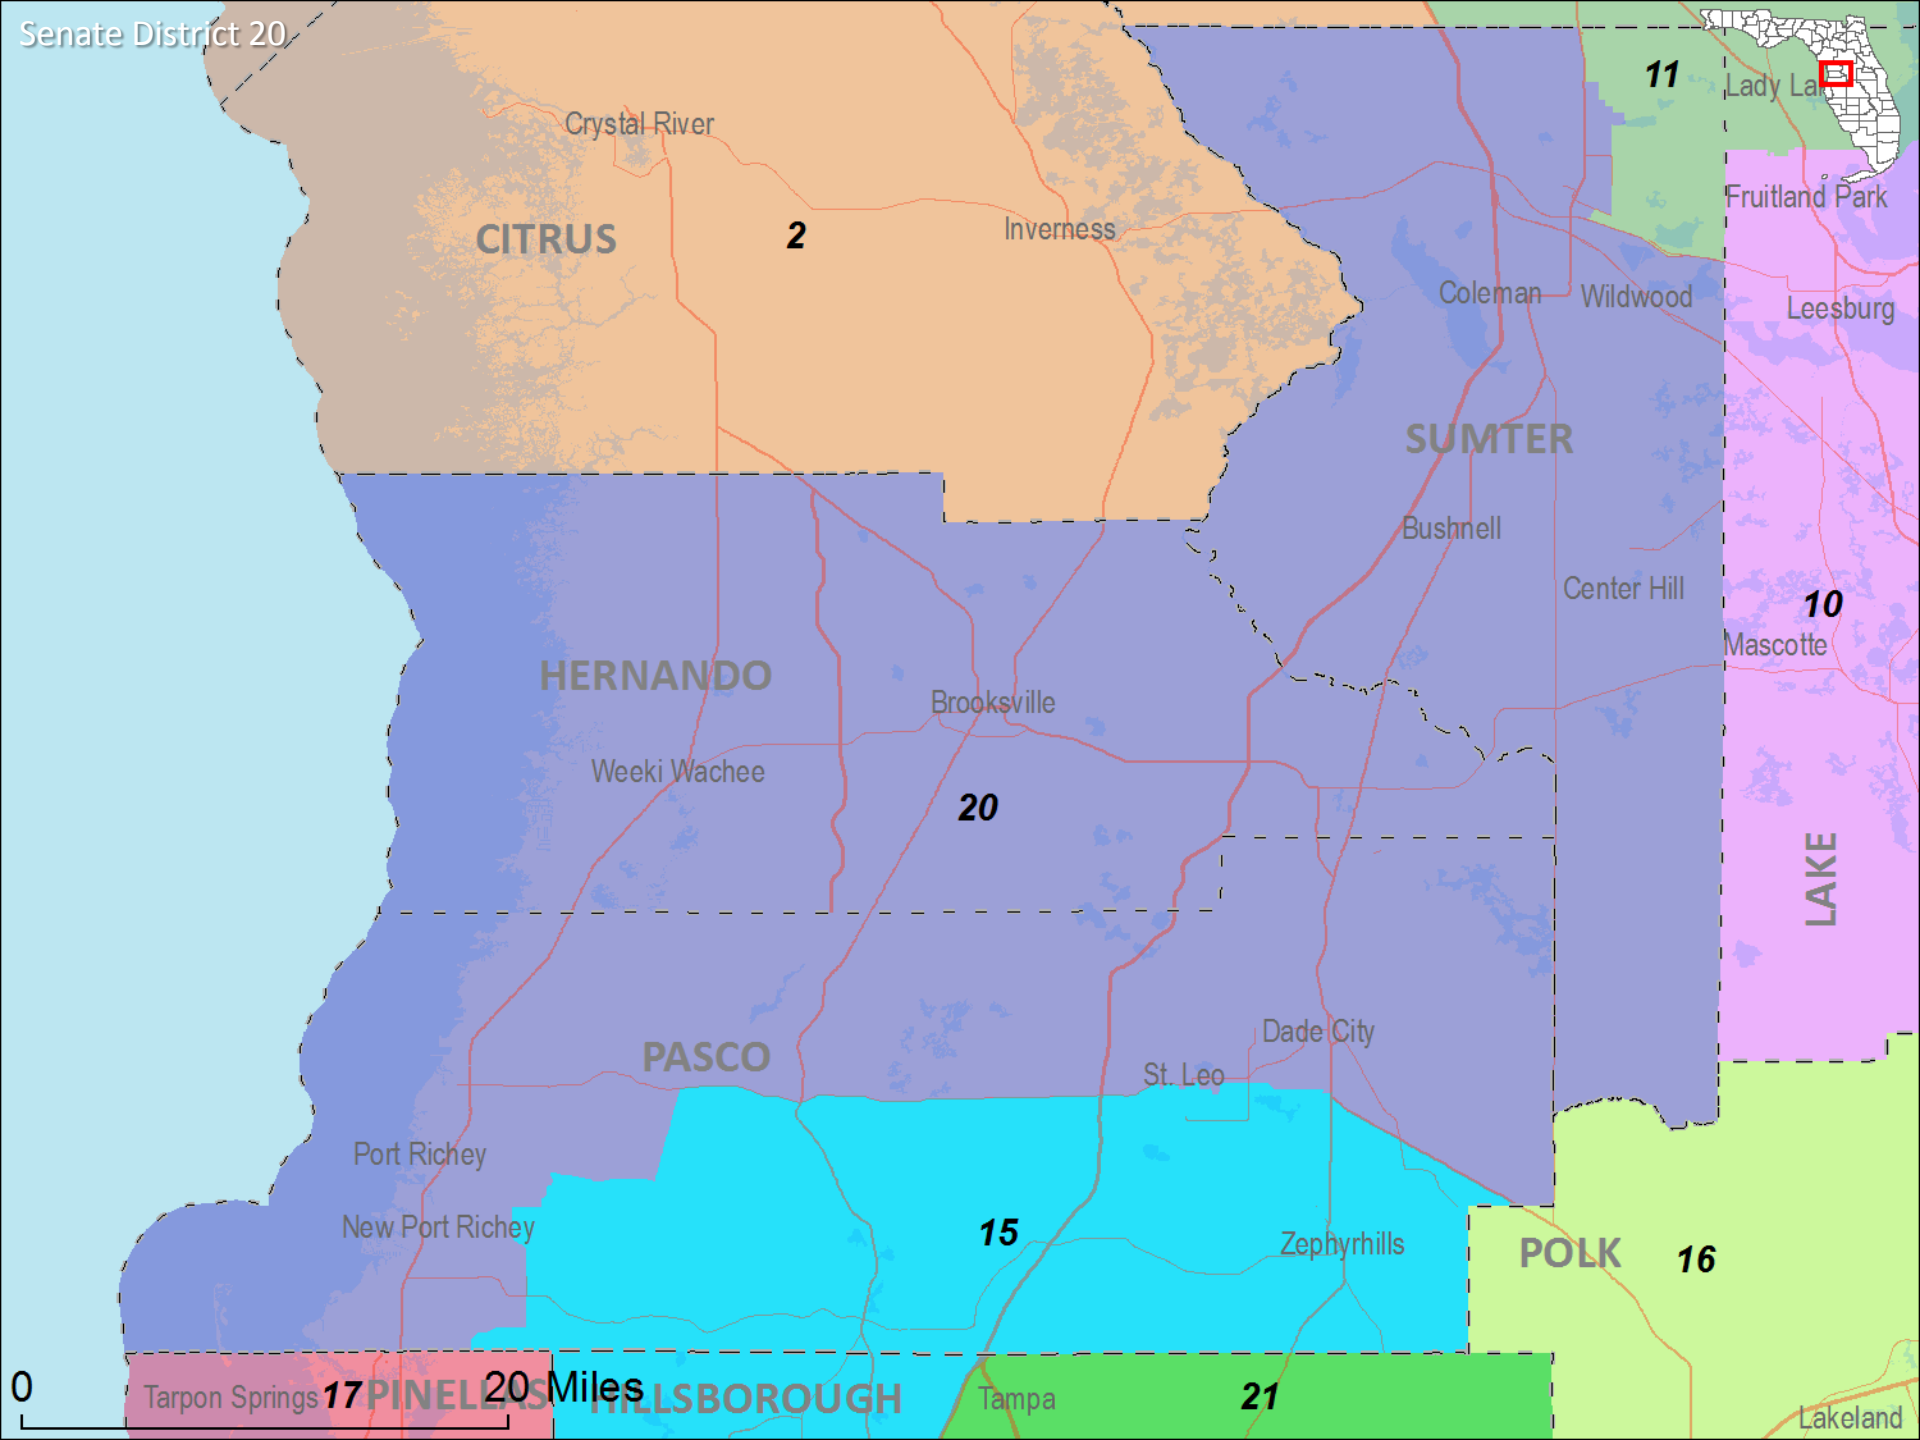 Senate District 20
11
Lady La
Crystal River
Fruitland Park
CITRUS
2
Inverness
Coleman
Wildwood
Leesburg
SUMTER
Bushnell
Center Hill
10
Mascotte
HERNANDO
Brooksville
Weeki Wachee
20
LAKE
Dade City
PASCO
St. Leo
Port Richey
New Port Richey
15
Zephyrhills
POLK
16
0
20 Miles
Tarpon Springs
17
PINELLAS
HILLSBOROUGH
Tampa
21
Lakeland